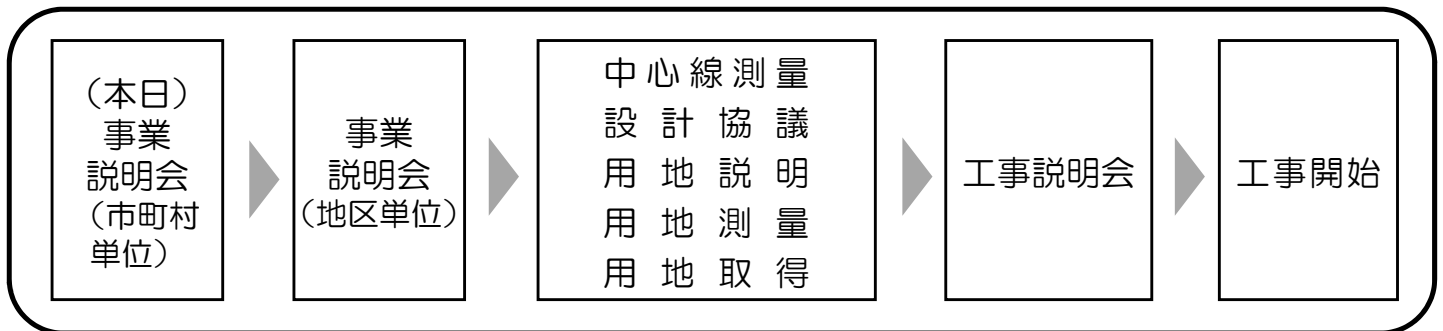 （本日）
事業
説明会
（市町村
単位）
事業
説明会
（地区単位）
中心線測量
設計協議
用地説明
用地測量
用地取得
工事説明会
工事開始